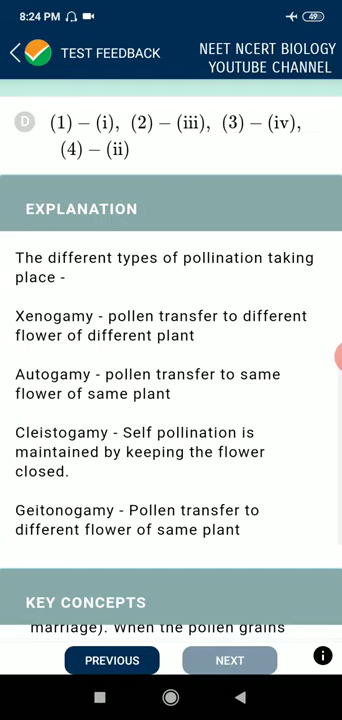 8:24 PM
49
TEST FEEDBACK
NEET NCERT BIOLOGY
YOUTUBE CHANNEL
D (1) – (i), (2) – (iii), (3) – (iv),
(4) – (ii)
EXPLANATION
The different types of pollination taking
place -
Xenogamy - pollen transfer to different
flower of different plant
Autogamy - pollen transfer to same
flower of same plant
Cleistogamy - Self pollination is
maintained by keeping the flower
closed.
Geitonogamy - Pollen transfer to
different flower of same plant
KEY CONCEPTS
marriage). When the pollen grains
PREVIOUS
NEXT